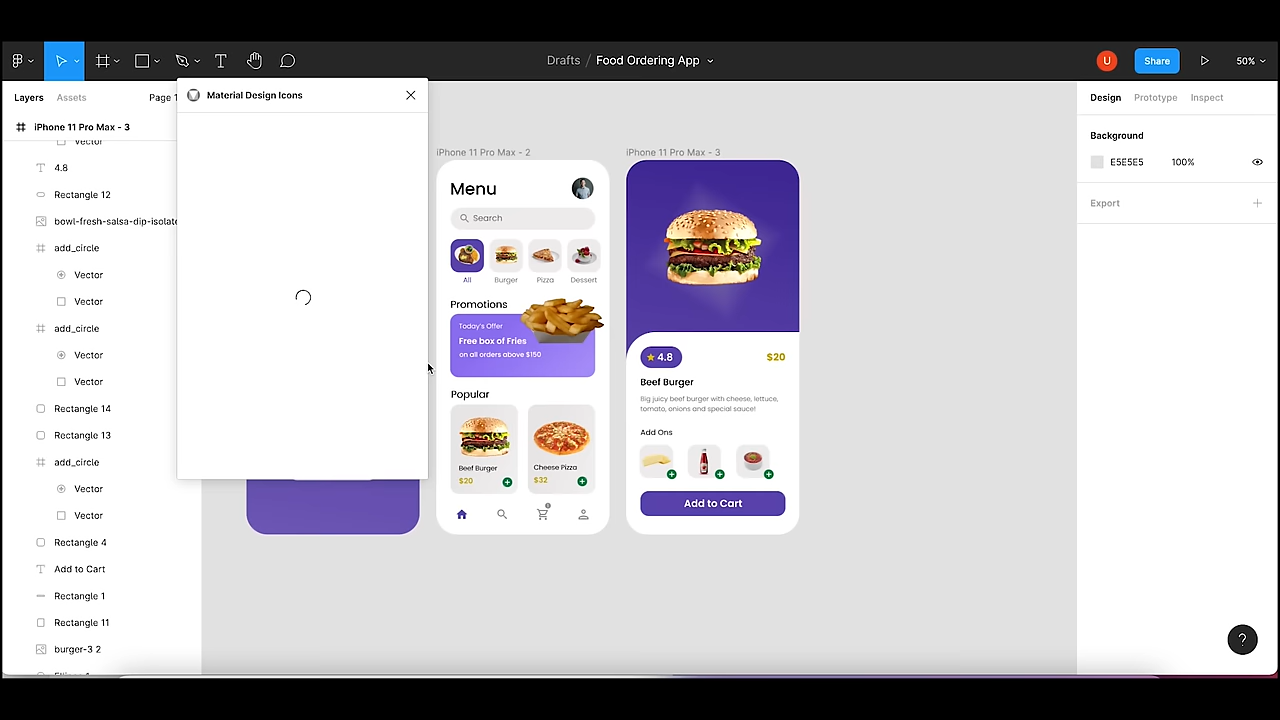 Drafts / Food Ordering App
U
Share
50%
Layers
Assets
Page 1
iPhone 11 Pro Max - 3
Vector
4.8
Rectangle 12
bowl-fresh-salsa-dip-isolate
add_circle
Vector
Vector
add_circle
Vector
Vector
Rectangle 14
Rectangle 13
add_circle
Vector
Vector
Rectangle 4
Add to Cart
Rectangle 1
Rectangle 11
burger-3 2
Material Design Icons
iPhone 11 Pro Max - 2
Menu
Search
All
Burger
Pizza
Dessert
Promotions
Today's Offer
Free box of Fries
on all orders above $150
Popular
Beef Burger
$20
Cheese Pizza
$32
iPhone 11 Pro Max - 3
4.8
$20
Beef Burger
Big juicy beef burger with cheese, lettuce,
tomato, onions and special sauce!
Add Ons
Add to Cart
Design
Prototype
Inspect
Background
E5E5E5
100%
Export
?